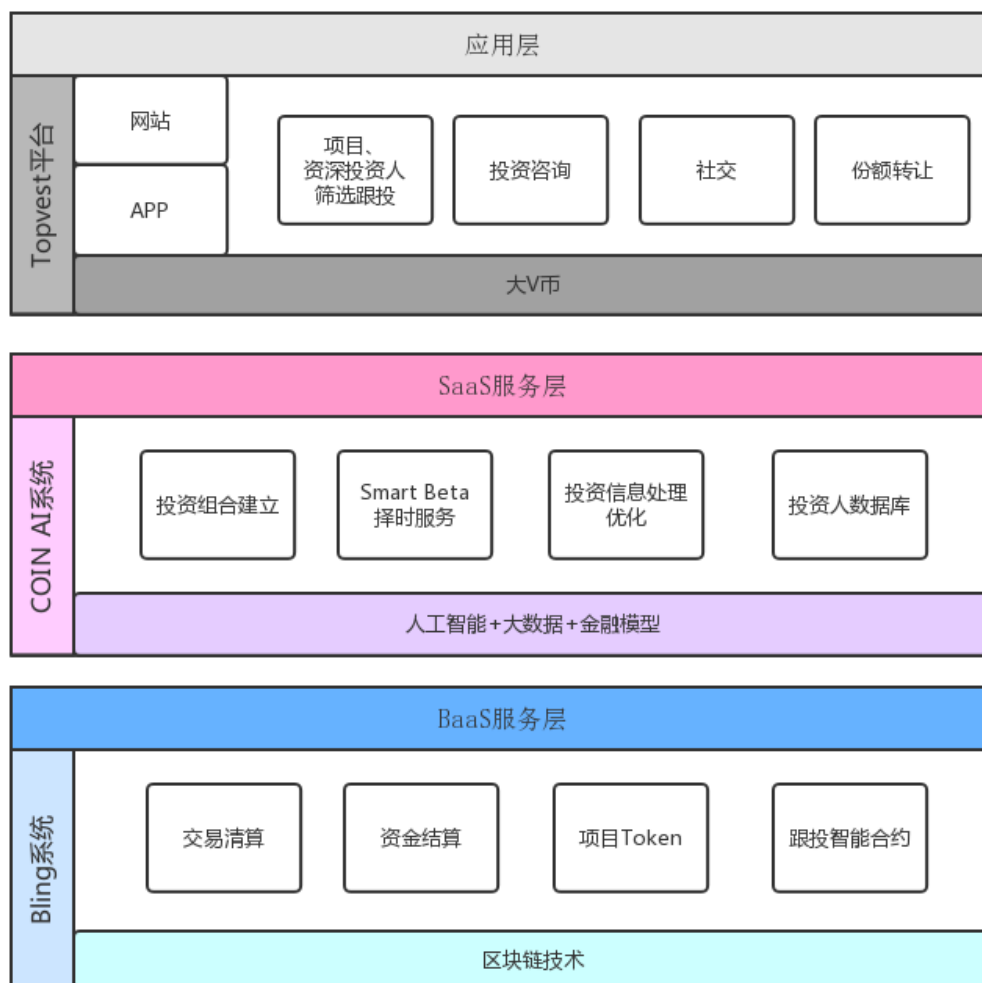 应用层
Topvest平台
网站
APP
项目、
资深投资人
筛选跟投
投资咨询
社交
份额转让
大V币
SaaS服务层
COIN AI系统
投资组合建立
Smart Beta
择时服务
投资信息处理
优化
投资人数据库
人工智能+大数据+金融模型
BaaS服务层
Bling系统
交易清算
资金结算
项目Token
跟投智能合约
区块链技术